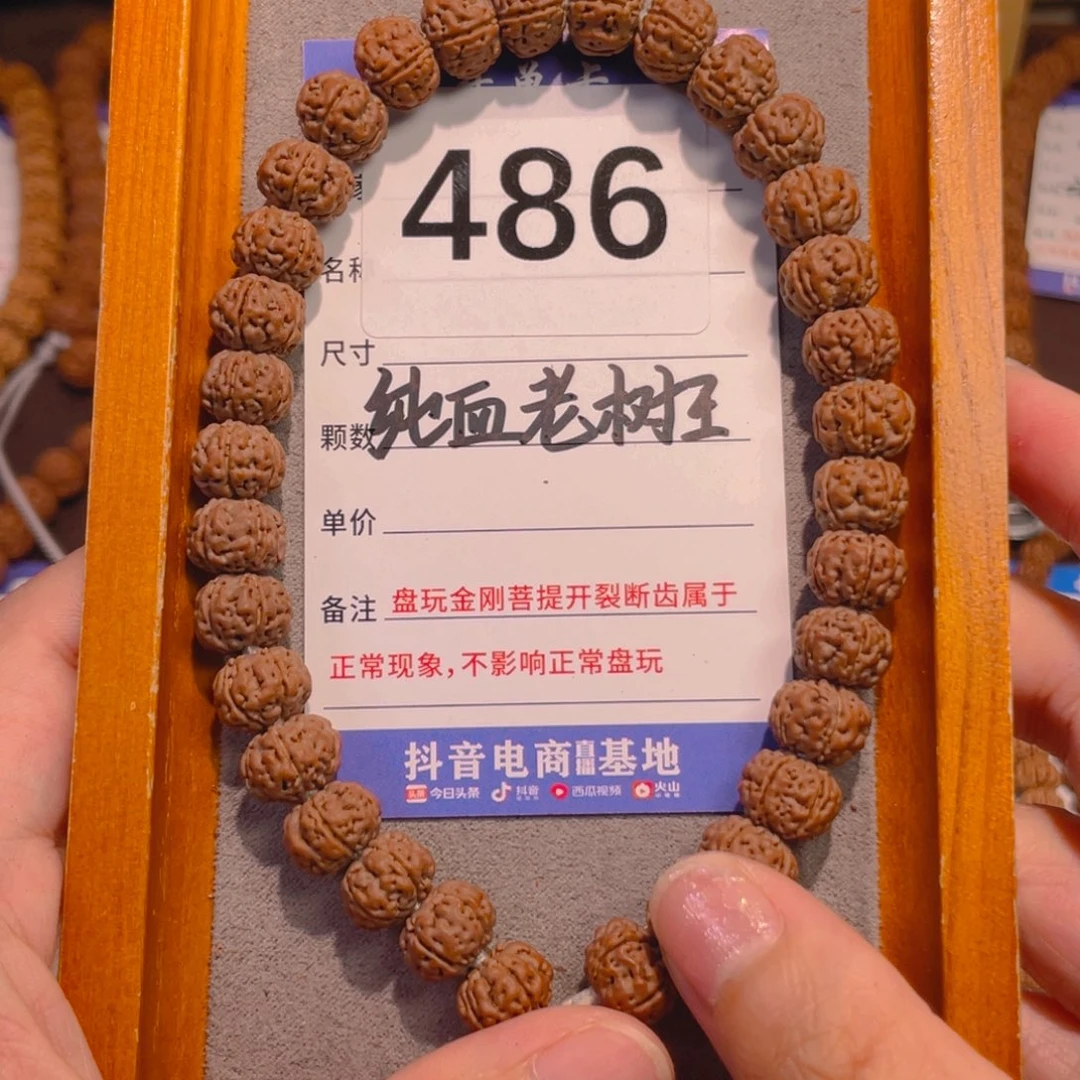 486
名称
尺寸
颗数 纯血老树王
单价
备注 盘玩金刚菩提开裂断齿属于
正常现象,不影响正常盘玩
抖音电商直播基地
头条 今日头条 抖音 西瓜视频 火山